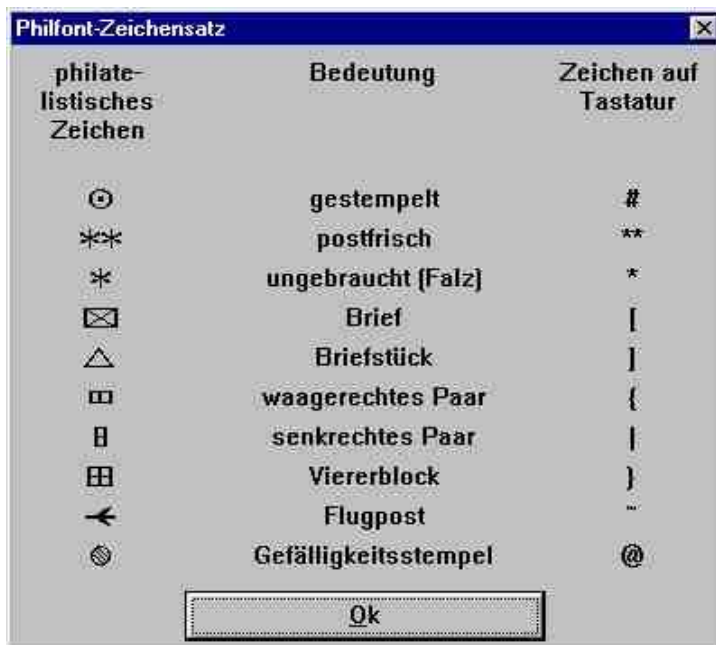 Philfont-Zeichensatz
philate-
listisches
Zeichen
Bedeutung
Zeichen auf
Tastatur
gestempelt #
** postfrisch **
* ungebraucht (Falz) *
Brief [
Briefstück ]
waagerechtes Paar {
senkrechtes Paar |
Viererblock }
Flugpost
Gefälligkeitsstempel @
Ok